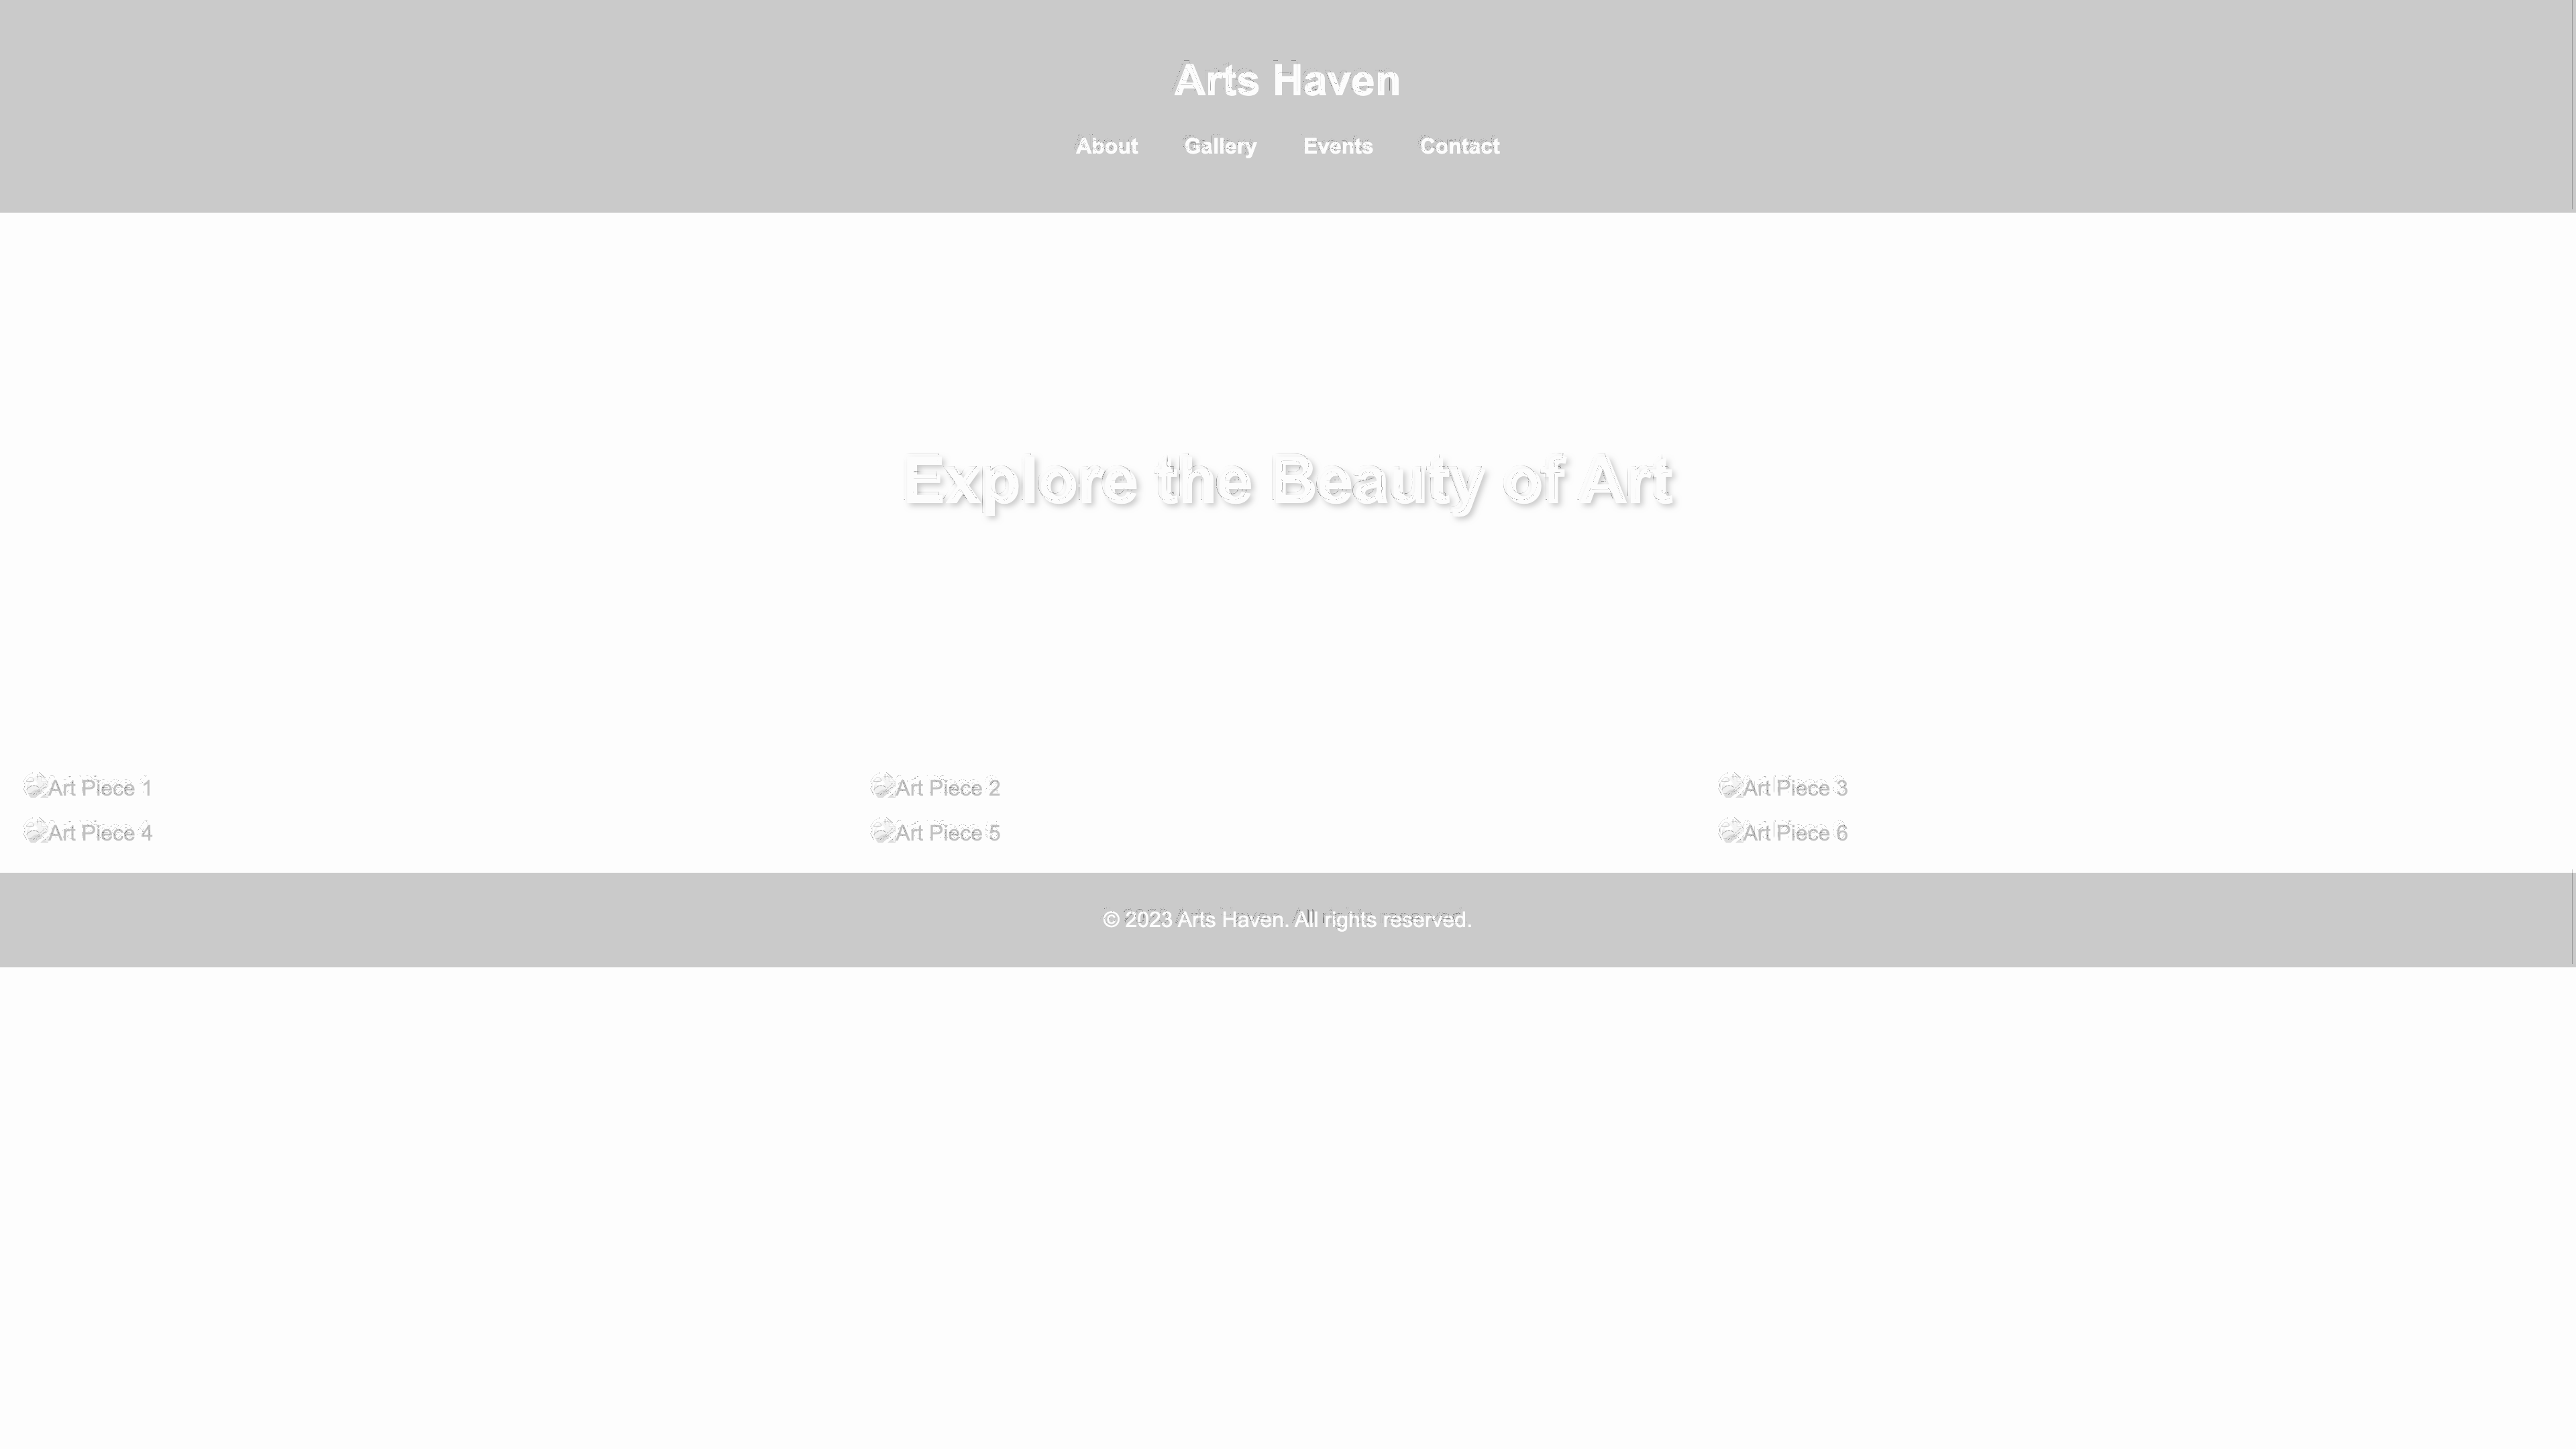 Arts Haven
About Gallery Events Contact
Explore the Beauty of Art
Art Piece 1 Art Piece 2 Art Piece 3
Art Piece 4 Art Piece 5 Art Piece 6
© 2023 Arts Haven. All rights reserved.